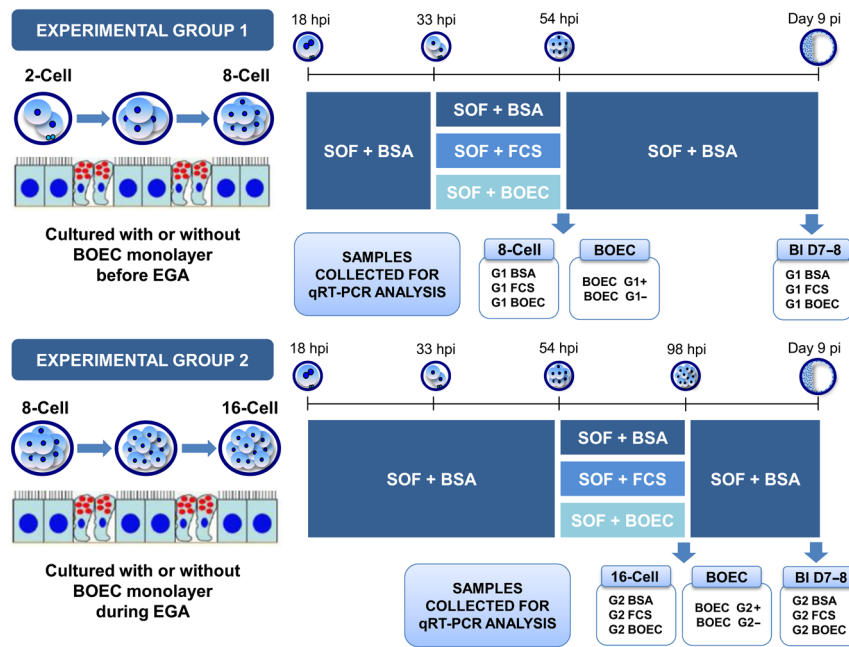 EXPERIMENTAL GROUP 1
2-Cell
8-Cell
Cultured with or without
BOEC monolayer
before EGA
18 hpi
33 hpi
54 hpi
Day 9 pi
SOF + BSA
SOF + BSA
SOF + FCS
SOF + BOEC
SOF + BSA
SAMPLES
COLLECTED FOR
qRT-PCR ANALYSIS
8-Cell
G1 BSA
G1 FCS
G1 BOEC
BOEC
BOEC G1+
BOEC G1−
BI D7–8
G1 BSA
G1 FCS
G1 BOEC
EXPERIMENTAL GROUP 2
8-Cell
16-Cell
Cultured with or without
BOEC monolayer
during EGA
18 hpi
33 hpi
54 hpi
98 hpi
Day 9 pi
SOF + BSA
SOF + BSA
SOF + FCS
SOF + BOEC
SOF + BSA
SAMPLES
COLLECTED FOR
qRT-PCR ANALYSIS
16-Cell
G2 BSA
G2 FCS
G2 BOEC
BOEC
BOEC G2+
BOEC G2−
BI D7–8
G2 BSA
G2 FCS
G2 BOEC